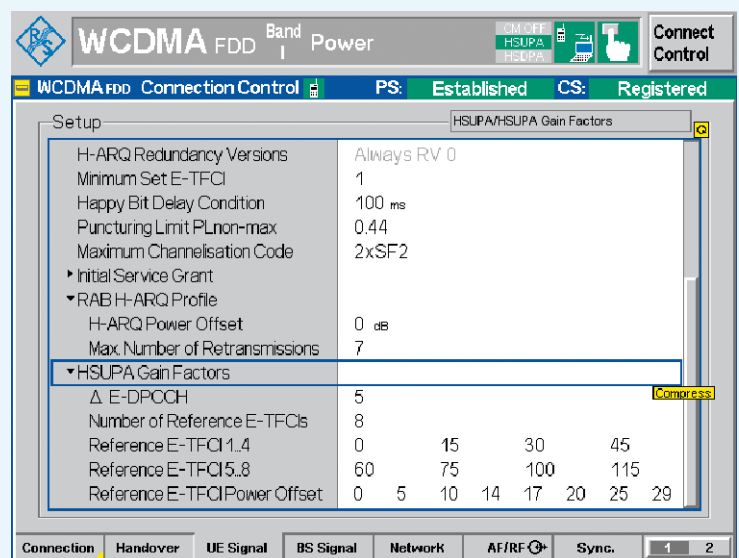 R&S
WCDMA FDD Band I Power
CM OFF
HSUPA
HSDPA
Connect Control
WCDMA FDD Connection Control PS: Established CS: Registered
Setup
HSUPA/HSUPA Gain Factors
H-ARQ Redundancy Versions Always RV 0
Minimum Set E-TFCI 1
Happy Bit Delay Condition 100 ms
Puncturing Limit PLnon-max 0.44
Maximum Channelisation Code 2xSF2
Initial Service Grant
RAB H-ARQ Profile
H-ARQ Power Offset 0 dB
Max. Number of Retransmissions 7
HSUPA Gain Factors
Compress
Δ E-DPCCH 5
Number of Reference E-TFCIs 8
Reference E-TFCI 1..4 0 15 30 45
Reference E-TFCI 5..8 60 75 100 115
Reference E-TFCI Power Offset 0 5 10 14 17 20 25 29
Connection Handover UE Signal BS Signal Network AF/RF Sync. 1 2